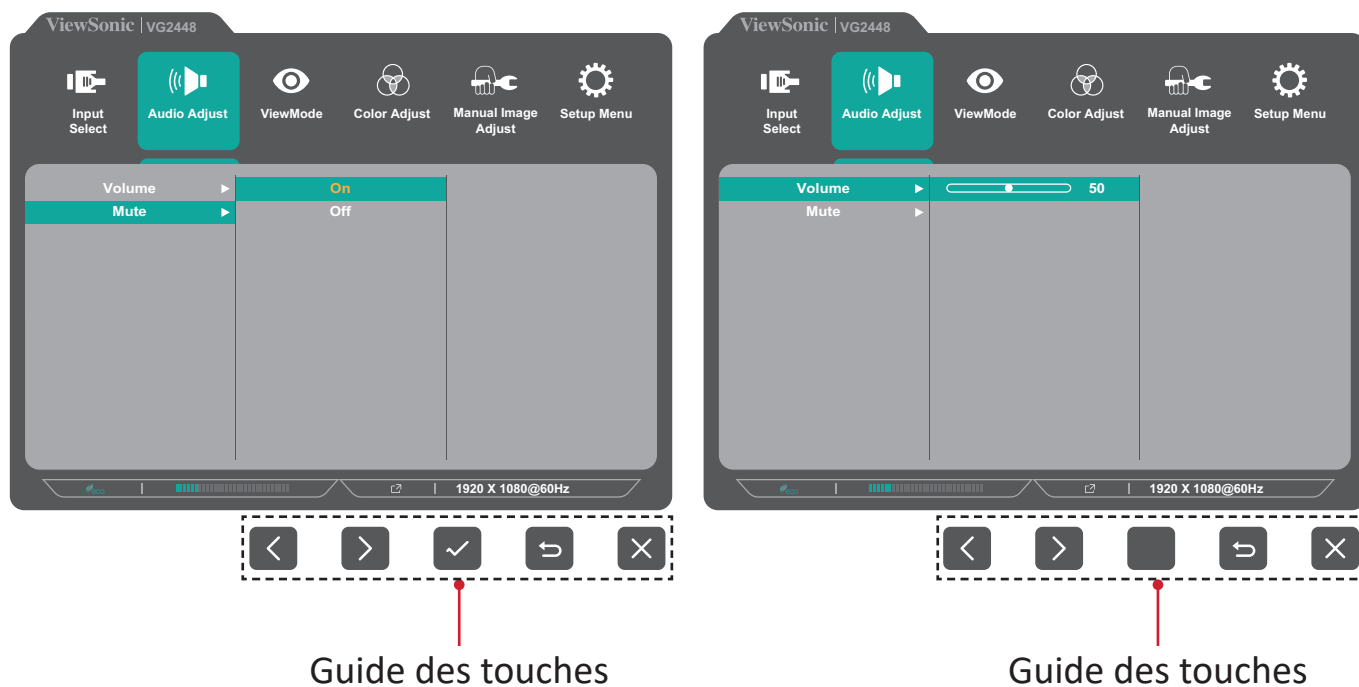 ViewSonic VG2448
Input
Select
Audio Adjust
ViewMode
Color Adjust
Manual Image
Adjust
Setup Menu
Volume
On
Mute
Off
eco
1920 X 1080@60Hz
Guide des touches
ViewSonic VG2448
Input
Select
Audio Adjust
ViewMode
Color Adjust
Manual Image
Adjust
Setup Menu
Volume
50
Mute
eco
1920 X 1080@60Hz
Guide des touches